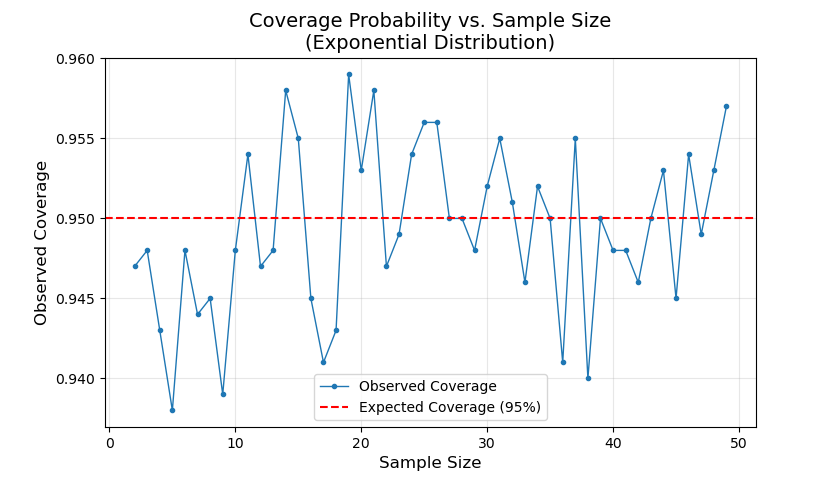 Coverage Probability vs. Sample Size
(Exponential Distribution)
0.960
0.955
0.950
0.945
0.940
Observed Coverage
Observed Coverage
Expected Coverage (95%)
0
10
20
30
40
50
Sample Size